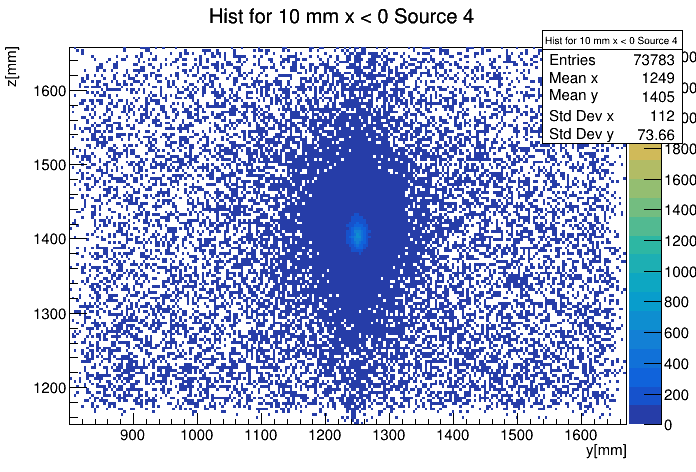 Hist for 10 mm x < 0 Source 4
Hist for 10 mm x < 0 Source 4
Entries 73783
Mean x 1249
Mean y 1405
Std Dev x 112
Std Dev y 73.66
z[mm]
1600
1500
1400
1300
1200
900 1000 1100 1200 1300 1400 1500 1600
y[mm]
1800
1600
1400
1200
1000
800
600
400
200
0